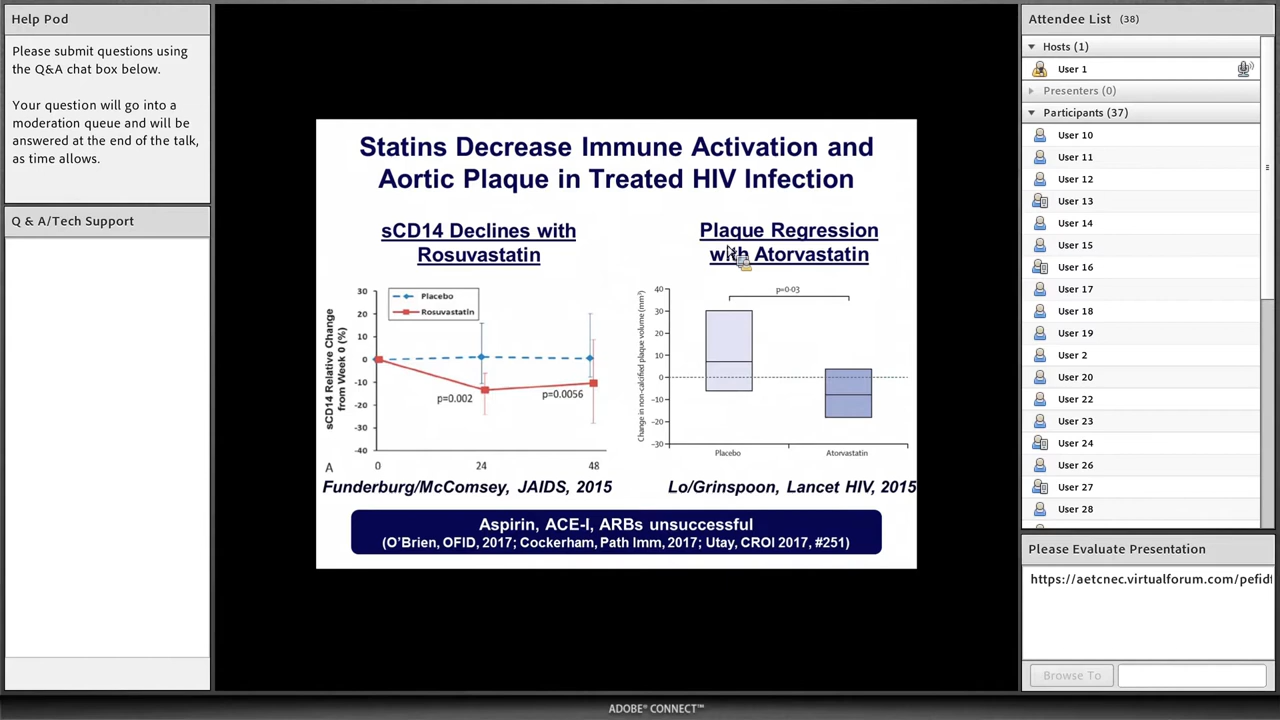 Help Pod
Please submit questions using
the Q&A chat box below.
Your question will go into a
moderation queue and will be
answered at the end of the talk,
as time allows.
Q & A/Tech Support
Statins Decrease Immune Activation and
Aortic Plaque in Treated HIV Infection
sCD14 Declines with
Rosuvastatin
Placebo
Rosuvastatin
sCD14 Relative Change
from Week 0 (%)
30
20
10
0
-10
-20
-30
-40
p=0.002
p=0.0056
A
0
24
48
Funderburg/McComsey, JAIDS, 2015
Plaque Regression
with Atorvastatin
Change in non-calcified plaque volume (mm³)
40
30
20
10
0
-10
-20
-30
p=0·03
Placebo
Atorvastatin
Lo/Grinspoon, Lancet HIV, 2015
Aspirin, ACE-I, ARBs unsuccessful
(O'Brien, OFID, 2017; Cockerham, Path Imm, 2017; Utay, CROI 2017, #251)
Attendee List (38)
Hosts (1)
User 1
Presenters (0)
Participants (37)
User 10
User 11
User 12
User 13
User 14
User 15
User 16
User 17
User 18
User 19
User 2
User 20
User 22
User 23
User 24
User 26
User 27
User 28
Please Evaluate Presentation
https://aetcnec.virtualforum.com/pefidf
Browse To
ADOBE® CONNECT™